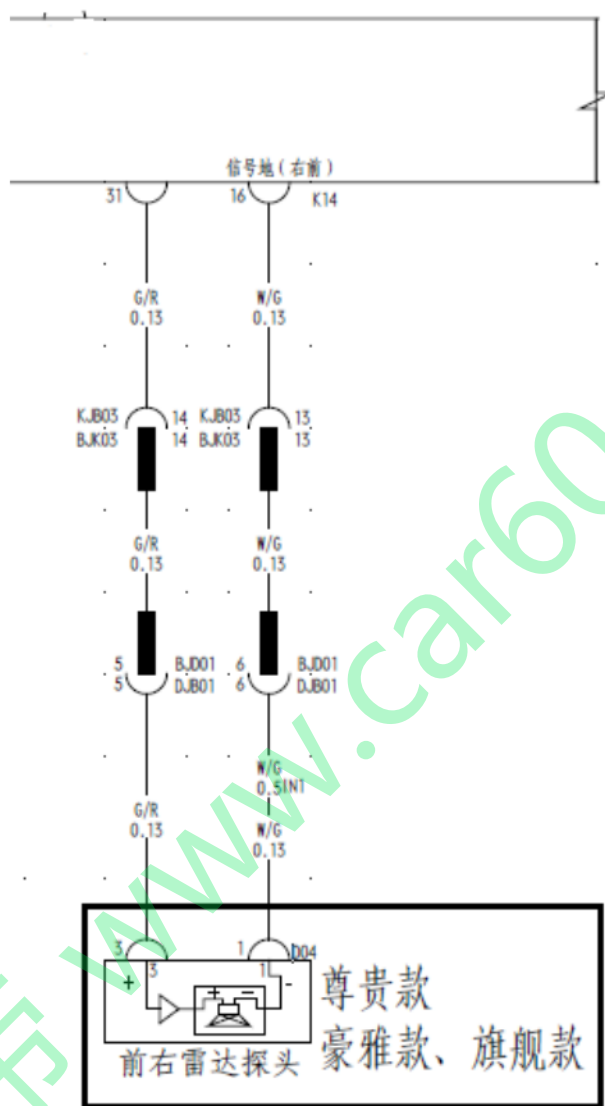 信号地(右前)
31 16 K14
G/R W/G
0.13 0.13
KJB03 14 KJB03 13
BJK03 14 BJK03 13
G/R W/G
0.13 0.13
5 BJD01 6 BJD01
5 DJB01 6 DJB01
W/G
0.5 IN1
G/R W/G
0.13 0.13
3 1 D04
3 1
+ + - -
尊贵款
前右雷达探头 豪雅款、旗舰款
www.car60